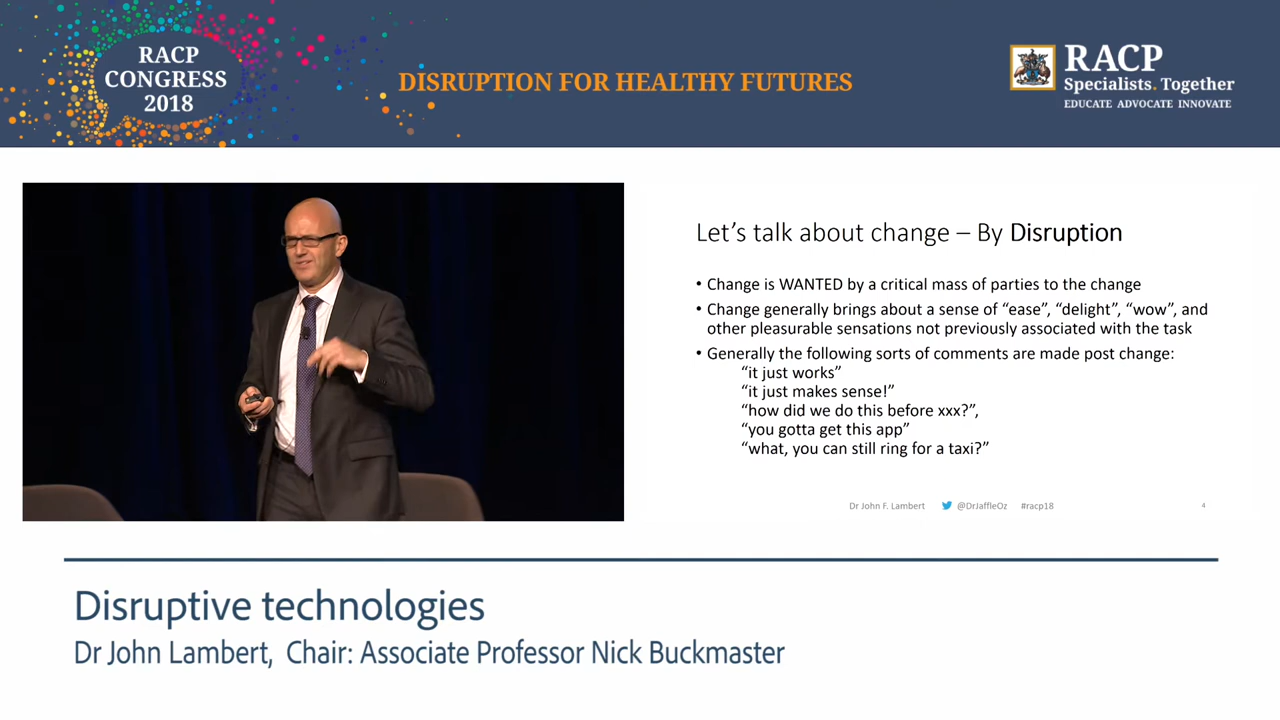 RACP
CONGRESS
2018
DISRUPTION FOR HEALTHY FUTURES
RACP
Specialists. Together
EDUCATE ADVOCATE INNOVATE
Let’s talk about change – By Disruption
• Change is WANTED by a critical mass of parties to the change
• Change generally brings about a sense of “ease”, “delight”, “wow”, and
other pleasurable sensations not previously associated with the task
• Generally the following sorts of comments are made post change:
“it just works”
“it just makes sense!”
“how did we do this before xxx?”,
“you gotta get this app”
“what, you can still ring for a taxi?”
Dr John F. Lambert @DrJaffleOz #racp18 4
Disruptive technologies
Dr John Lambert, Chair: Associate Professor Nick Buckmaster